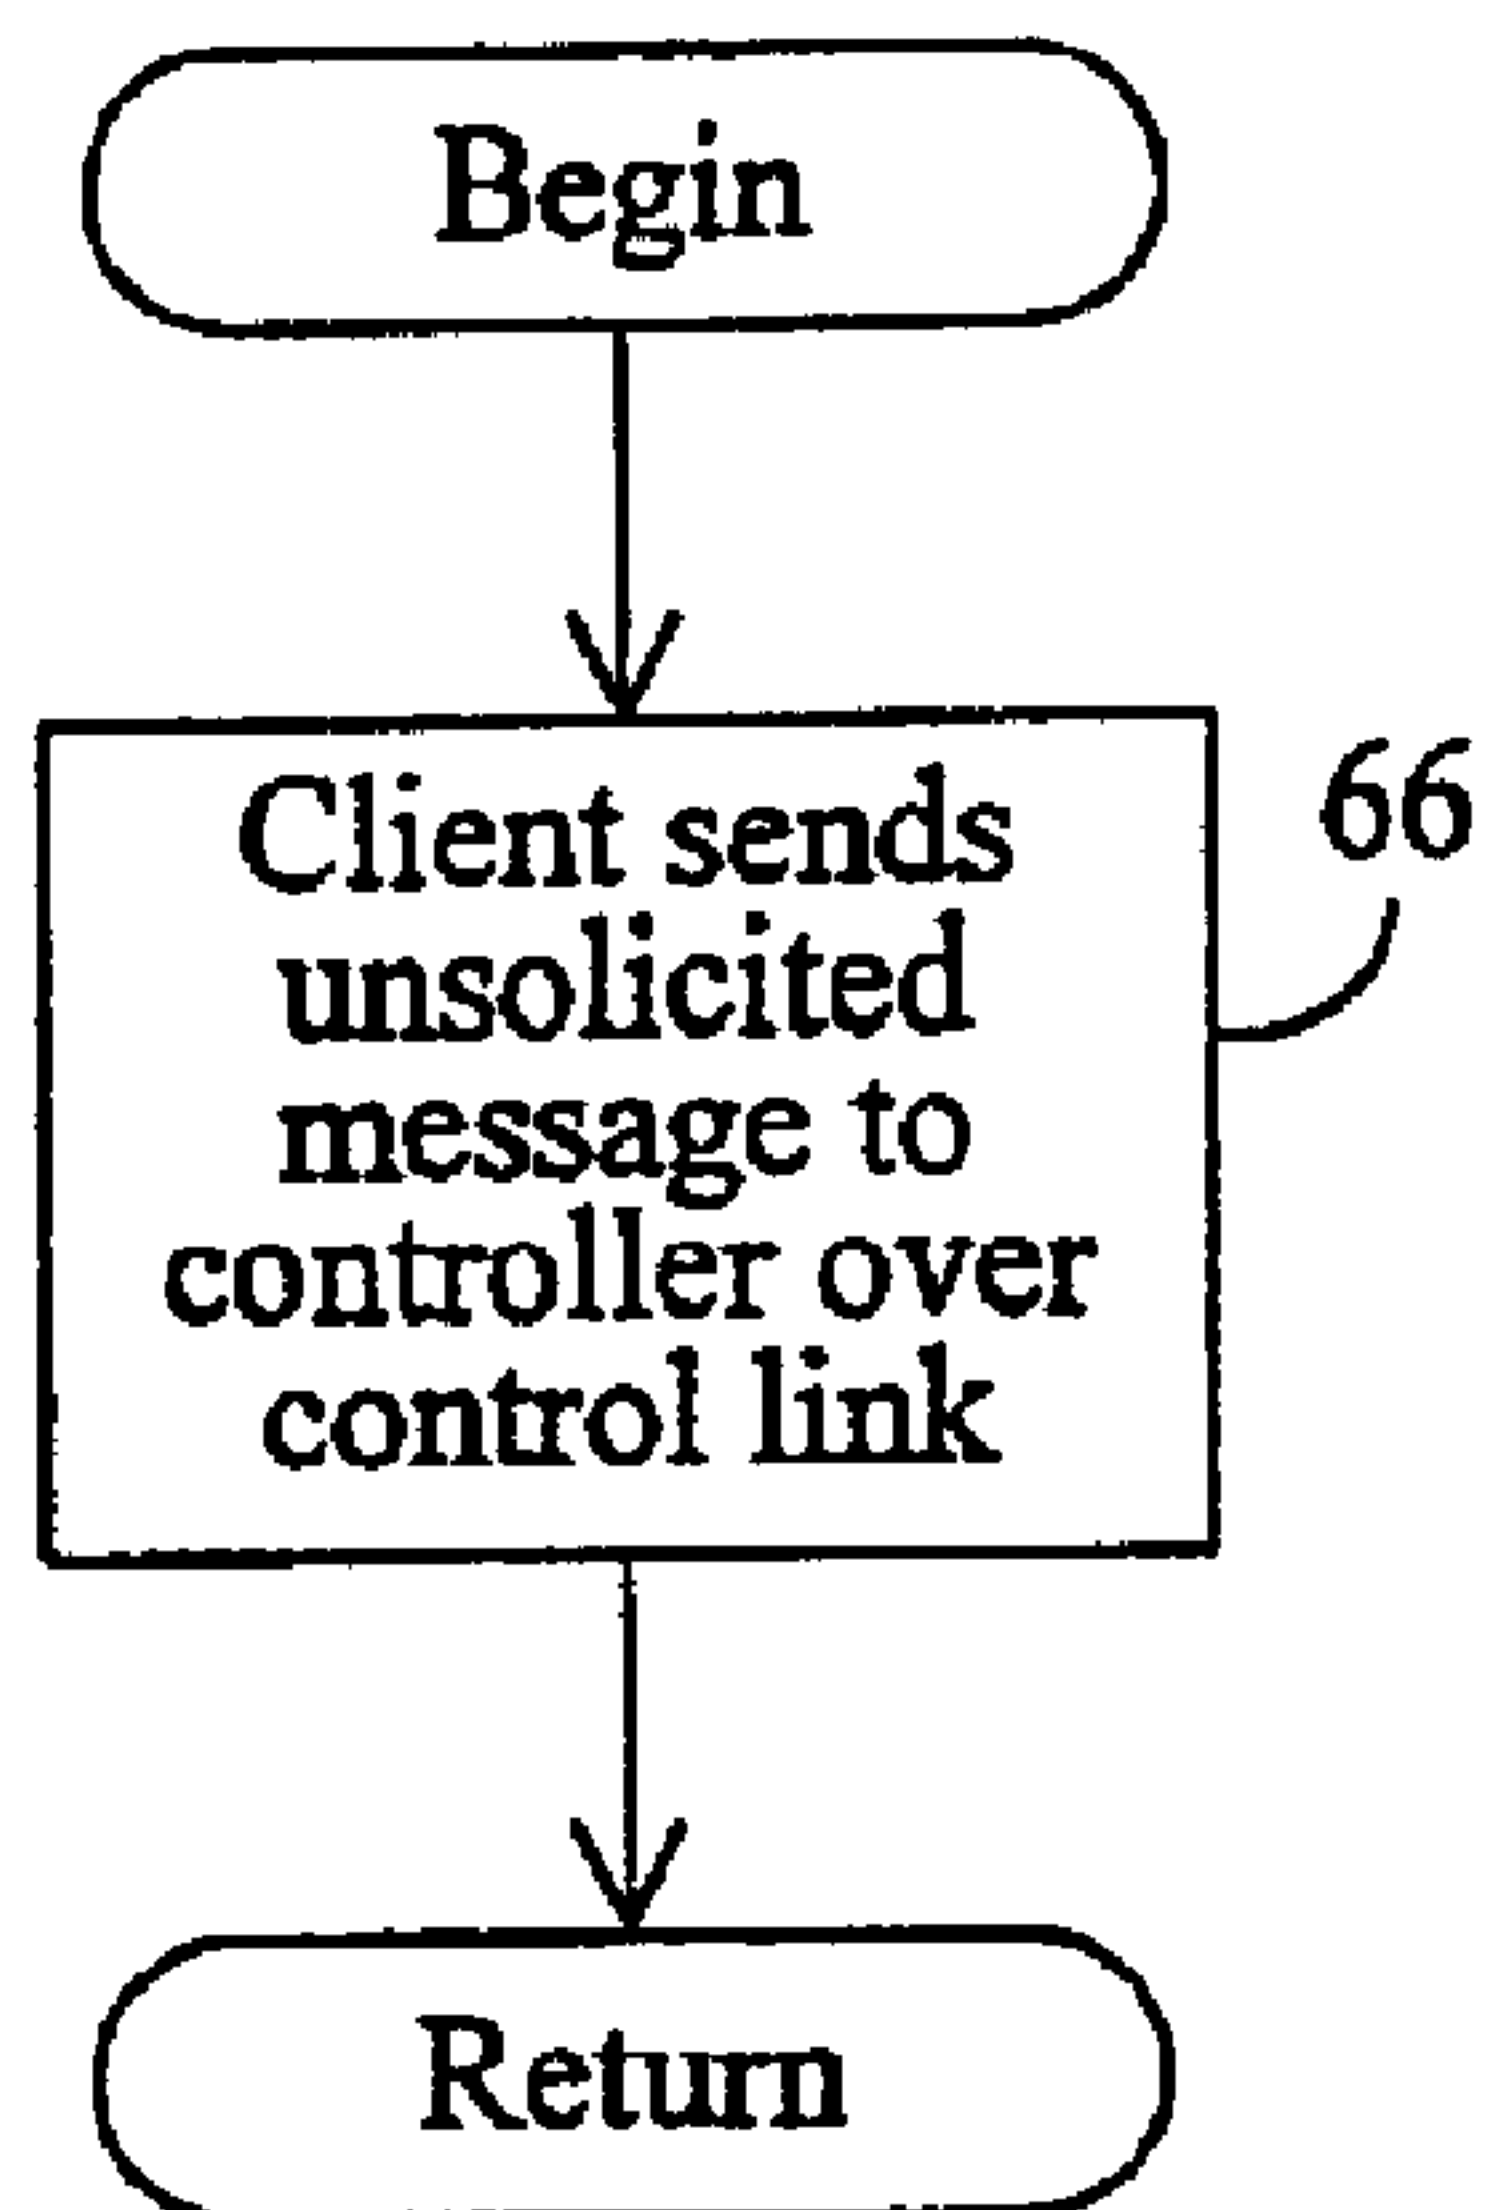 Begin
Client sends
66
unsolicited
message to
controller over
control link
Return